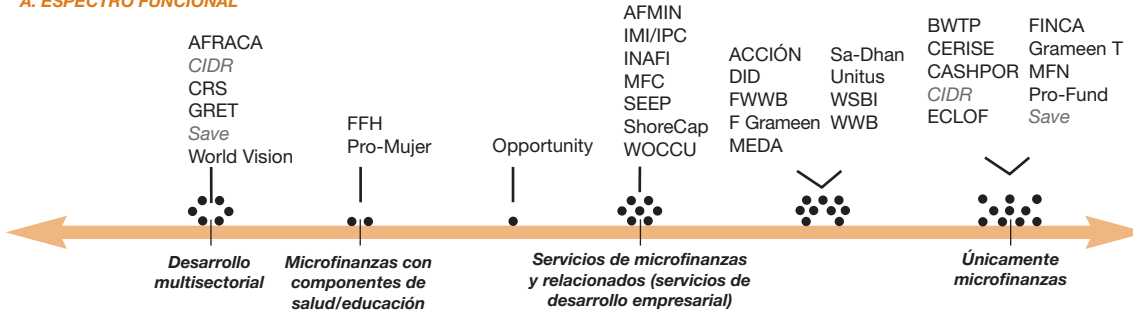 A. ESPECTRO FUNCIONAL
AFRACA
CIDR
CRS
GRET
Save
World Vision
FFH
Pro-Mujer
Opportunity
AFMIN
IMI/IPC
INAFI
MFC
SEEP
ShoreCap
WOCCU
ACCIÓN
DID
FWWB
F Grameen
MEDA
Sa-Dhan
Unitus
WSBI
WWB
BWTP
CERISE
CASHPOR
CIDR
ECLOF
FINCA
Grameen T
MFN
Pro-Fund
Save
Desarrollo
multisectorial
Microfinanzas con
componentes de
salud/educación
Servicios de microfinanzas
y relacionados (servicios de
desarrollo empresarial)
Únicamente
microfinanzas